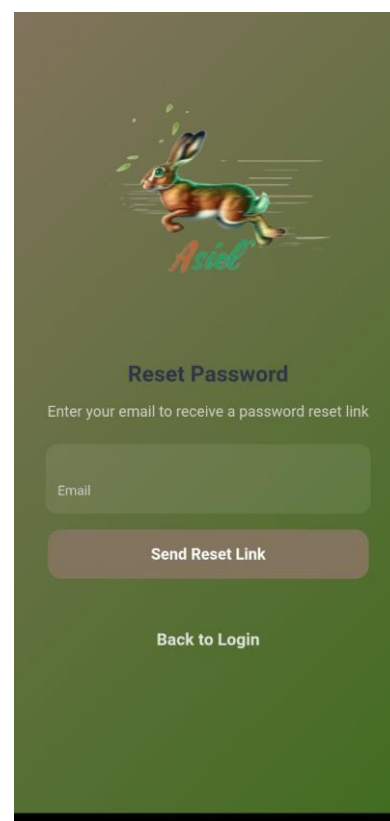 Asiel
Reset Password
Enter your email to receive a password reset link
Email
Send Reset Link
Back to Login